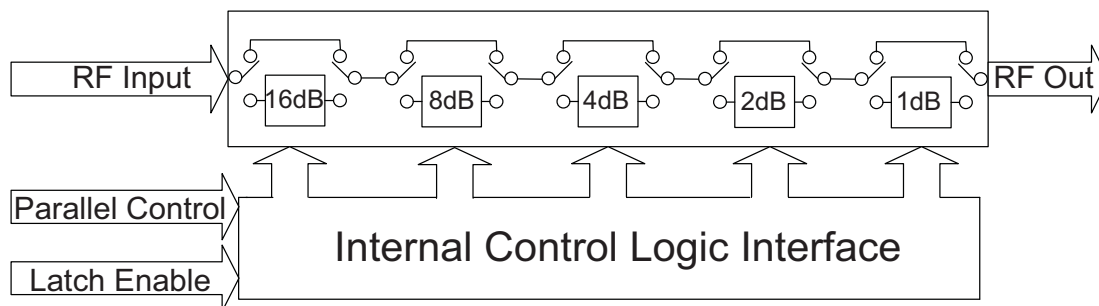 RF Input
16dB
8dB
4dB
2dB
1dB
RF Out
Parallel Control
Internal Control Logic Interface
Latch Enable